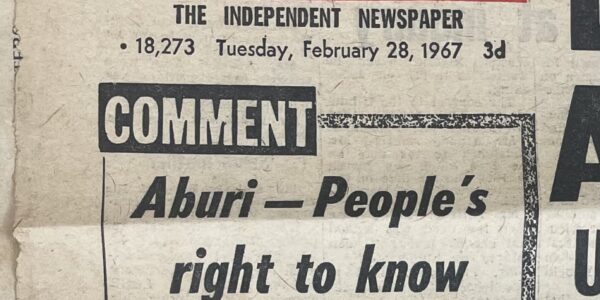 THE INDEPENDENT NEWSPAPER
• 18,273 Tuesday, February 28, 1967 3d
COMMENT
Aburi — People's
right to know